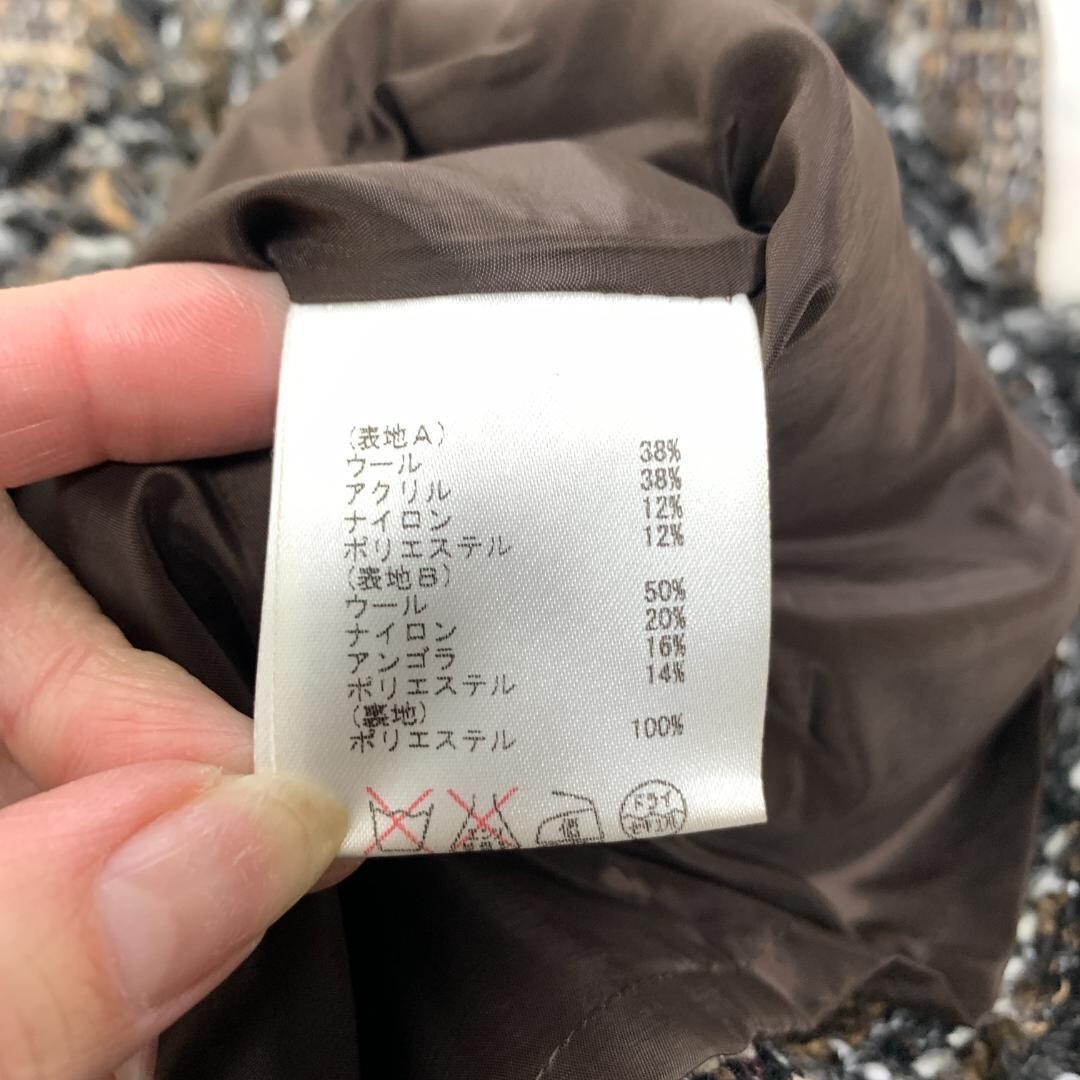 (表地A)
ウール 38%
アクリル 38%
ナイロン 12%
ポリエステル 12%
(表地B)
ウール 50%
ナイロン 20%
アンゴラ 16%
ポリエステル 14%
(裏地)
ポリエステル 100%
ドライ